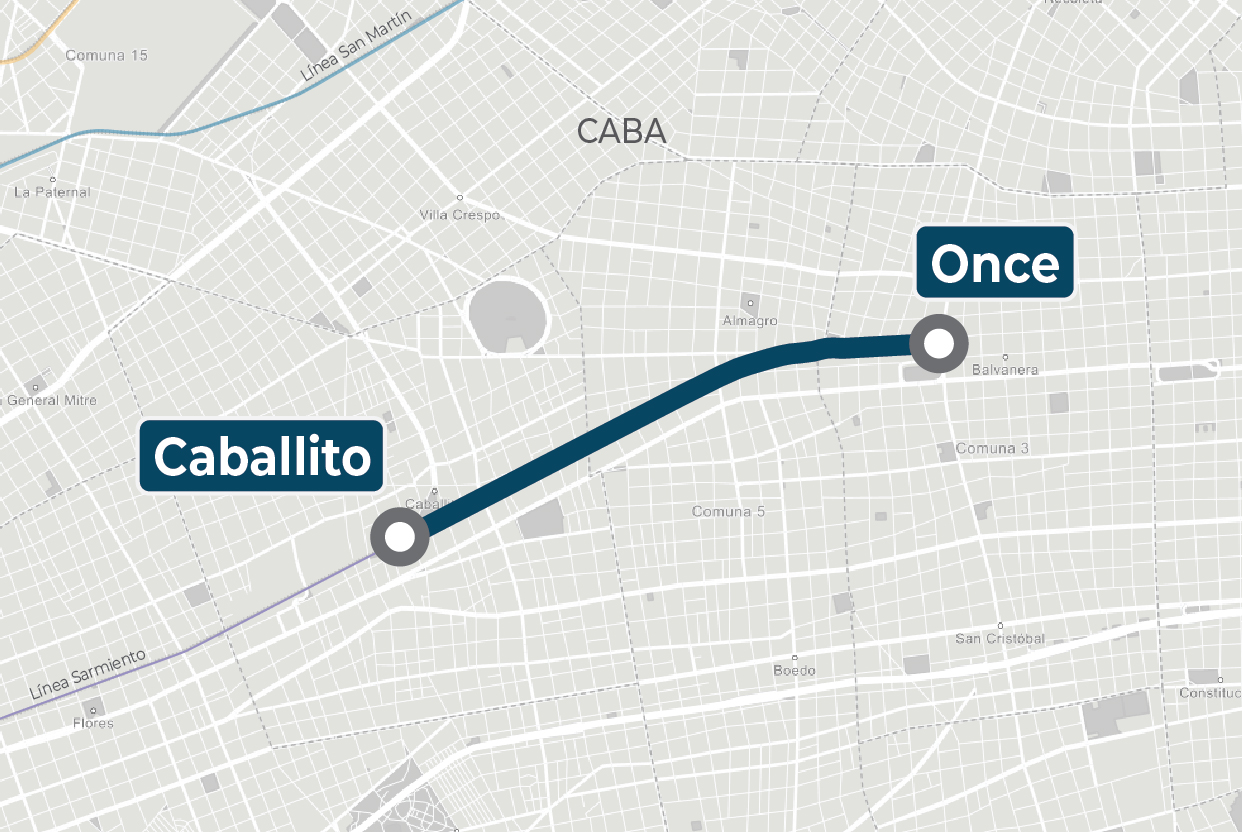 Comuna 15
Línea San Martín
CABA
La Paternal
Villa Crespo
Once
Almagro
Balvanera
General Mitre
Caballito
Comuna 3
Comuna 5
San Cristobal
Línea Sarmiento
Boedo
Flores
Constituc